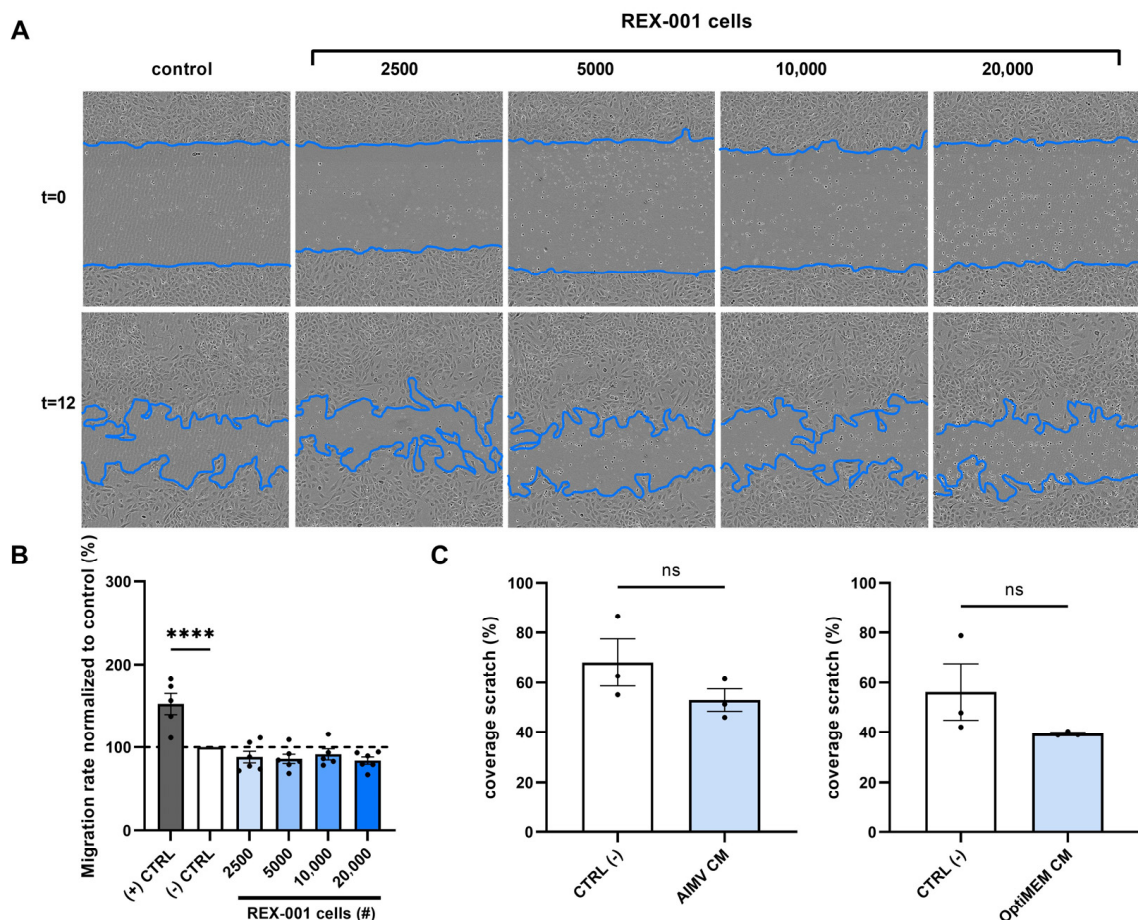 REX-001 cells
A
control 2500 5000 10,000 20,000
t=0
t=12
B
Migration rate normalized to control (%)
300
200
100
0
****
(+) CTRL
(-) CTRL
2500
5000
10,000
20,000
REX-001 cells (#)
C
coverage scratch (%)
100
80
60
40
20
0
ns
CTRL (-)
AIMV CM
coverage scratch (%)
100
80
60
40
20
0
ns
CTRL (-)
OptiMEM CM